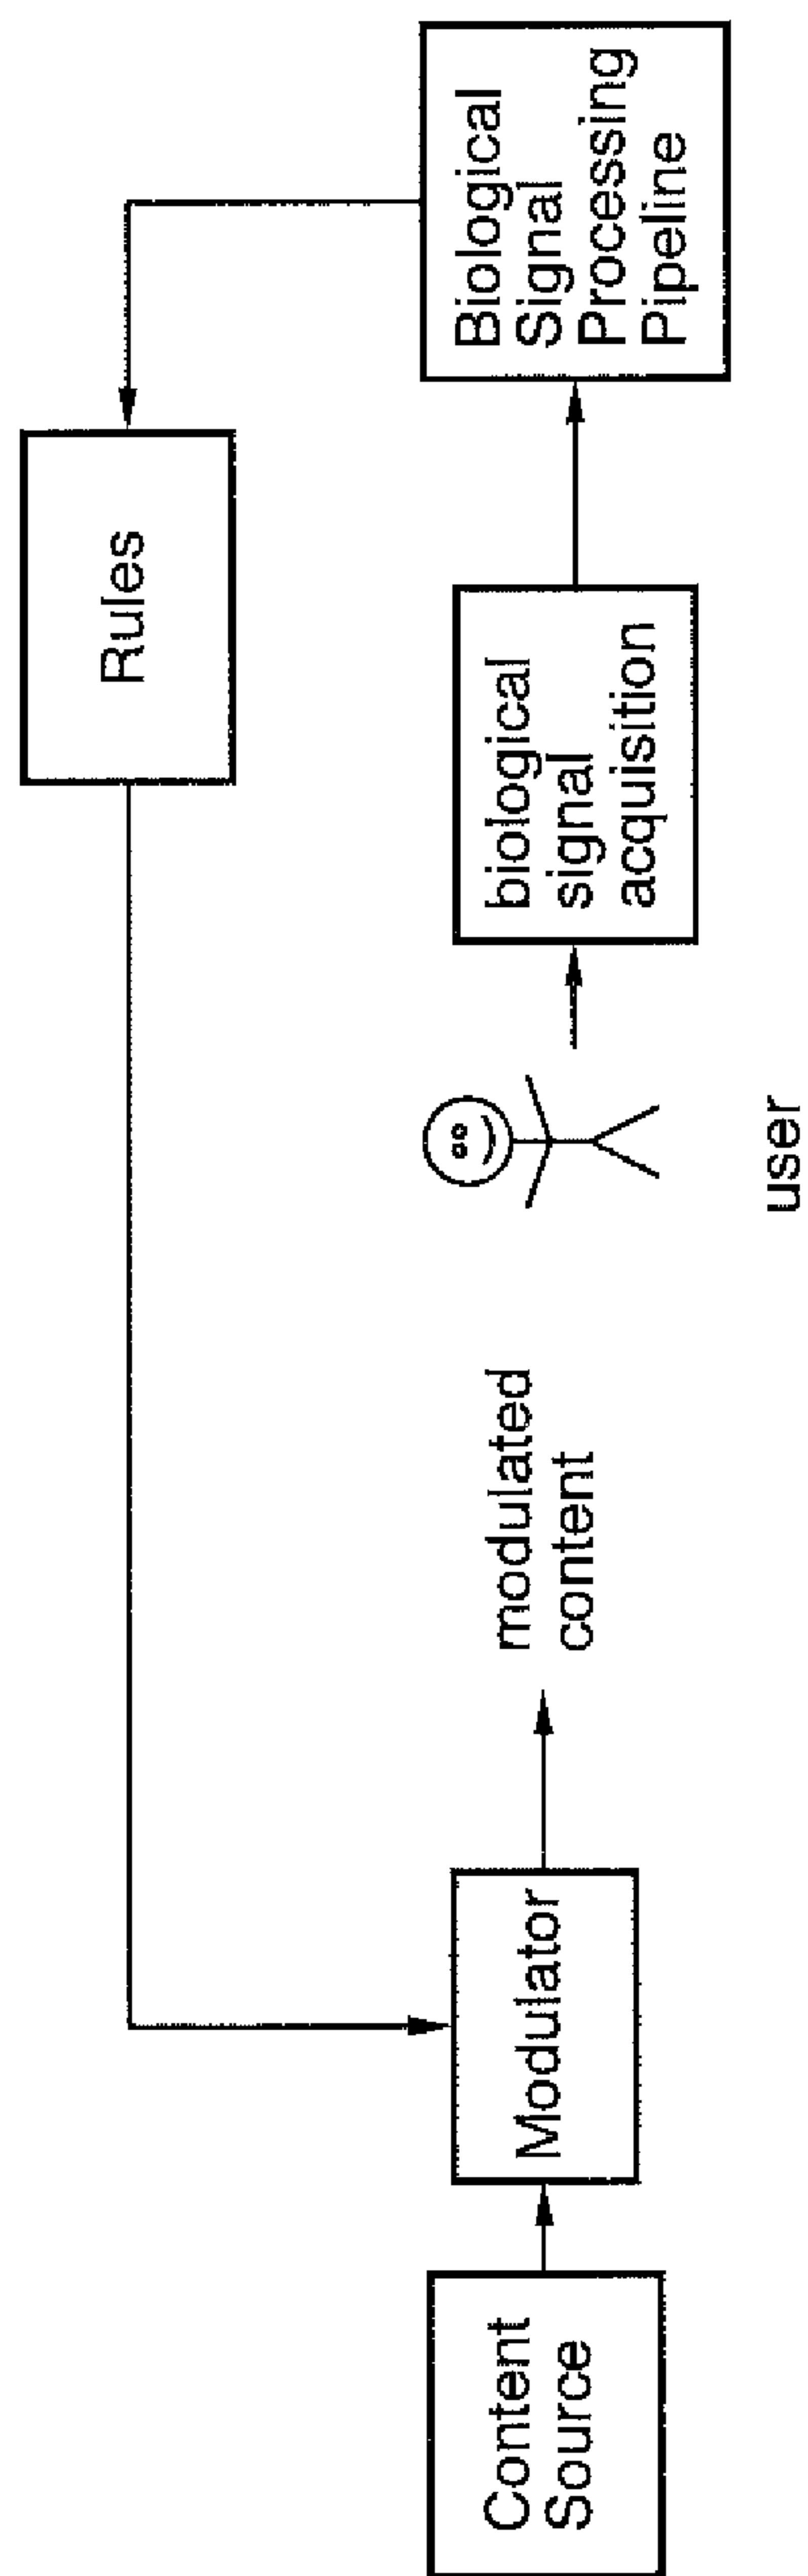 Rules
Content
Source
Modulator
modulated
content
user
biological
signal
acquisition
Biological
Signal
Processing
Pipeline